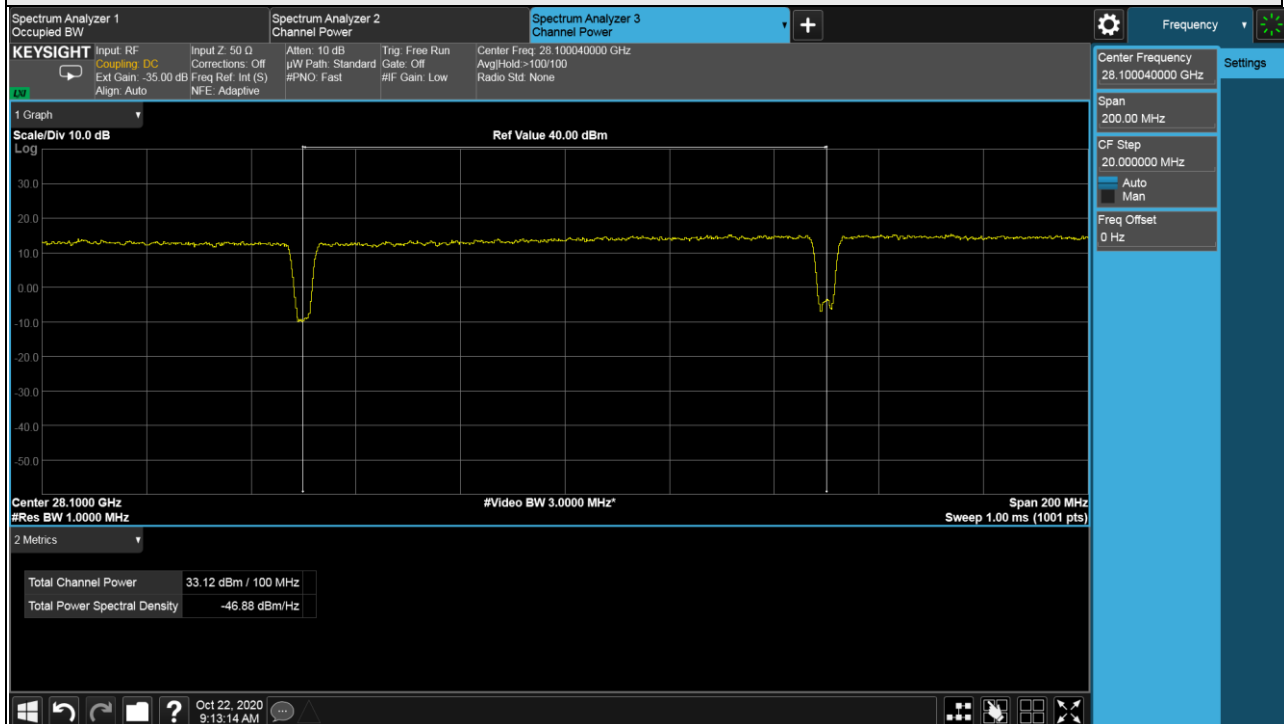 Spectrum Analyzer 1
Occupied BW
Spectrum Analyzer 2
Channel Power
Spectrum Analyzer 3
Channel Power
Frequency
KEYSIGHT
Input: RF
Coupling: DC
Ext Gain: -35.00 dB
Align: Auto
Input Z: 50 Ω
Corrections: Off
Freq Ref: Int (S)
NFE: Adaptive
Atten: 10 dB
µW Path: Standard
#PNO: Fast
Trig: Free Run
Gate: Off
#IF Gain: Low
Center Freq: 28.100040000 GHz
Avg|Hold:>100/100
Radio Std: None
LXI
Center Frequency
28.100040000 GHz
Settings
Span
200.00 MHz
CF Step
20.000000 MHz
Auto
Man
Freq Offset
0 Hz
1 Graph
Scale/Div 10.0 dB
Ref Value 40.00 dBm
Log
30.0
20.0
10.0
0.00
-10.0
-20.0
-30.0
-40.0
-50.0
Center 28.1000 GHz
#Video BW 3.0000 MHz*
Span 200 MHz
#Res BW 1.0000 MHz
Sweep 1.00 ms (1001 pts)
2 Metrics
Total Channel Power 33.12 dBm / 100 MHz
Total Power Spectral Density -46.88 dBm/Hz
?
Oct 22, 2020
9:13:14 AM